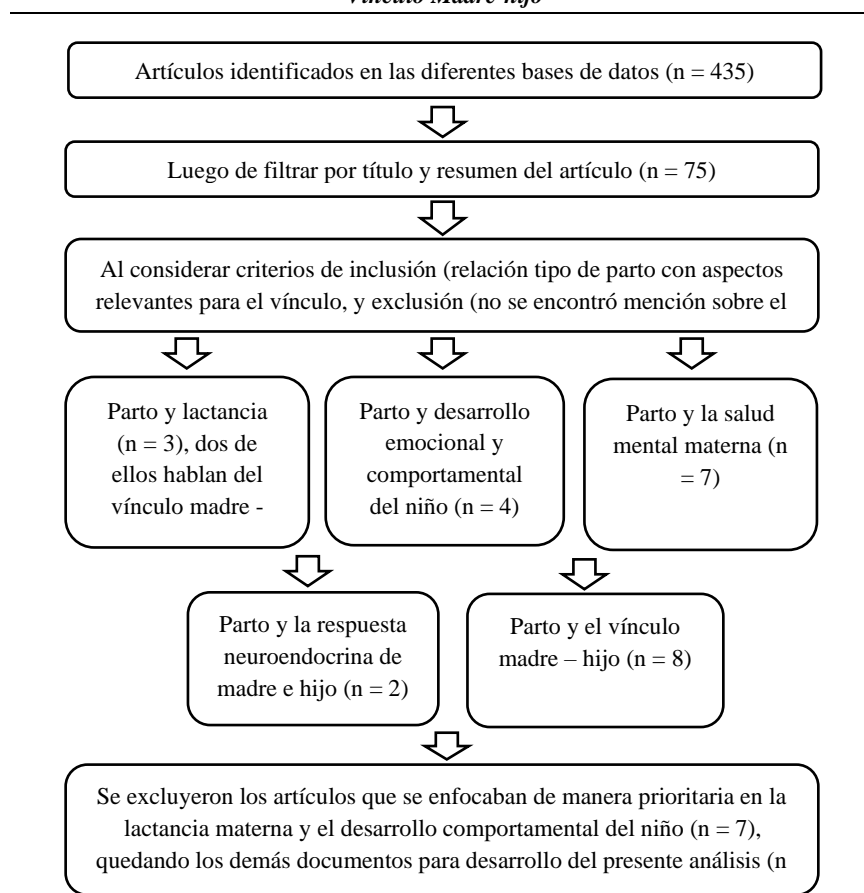 Vínculo Madre-hijo
Artículos identificados en las diferentes bases de datos (n = 435)
Luego de filtrar por título y resumen del artículo (n = 75)
Al considerar criterios de inclusión (relación tipo de parto con aspectos
relevantes para el vínculo, y exclusión (no se encontró mención sobre el
Parto y lactancia
(n = 3), dos de
ellos hablan del
vínculo madre -
Parto y desarrollo
emocional y
comportamental
del niño (n = 4)
Parto y la salud
mental materna (n
= 7)
Parto y la respuesta
neuroendocrina de
madre e hijo (n = 2)
Parto y el vínculo
madre – hijo (n = 8)
Se excluyeron los artículos que se enfocaban de manera prioritaria en la
lactancia materna y el desarrollo comportamental del niño (n = 7),
quedando los demás documentos para desarrollo del presente análisis (n